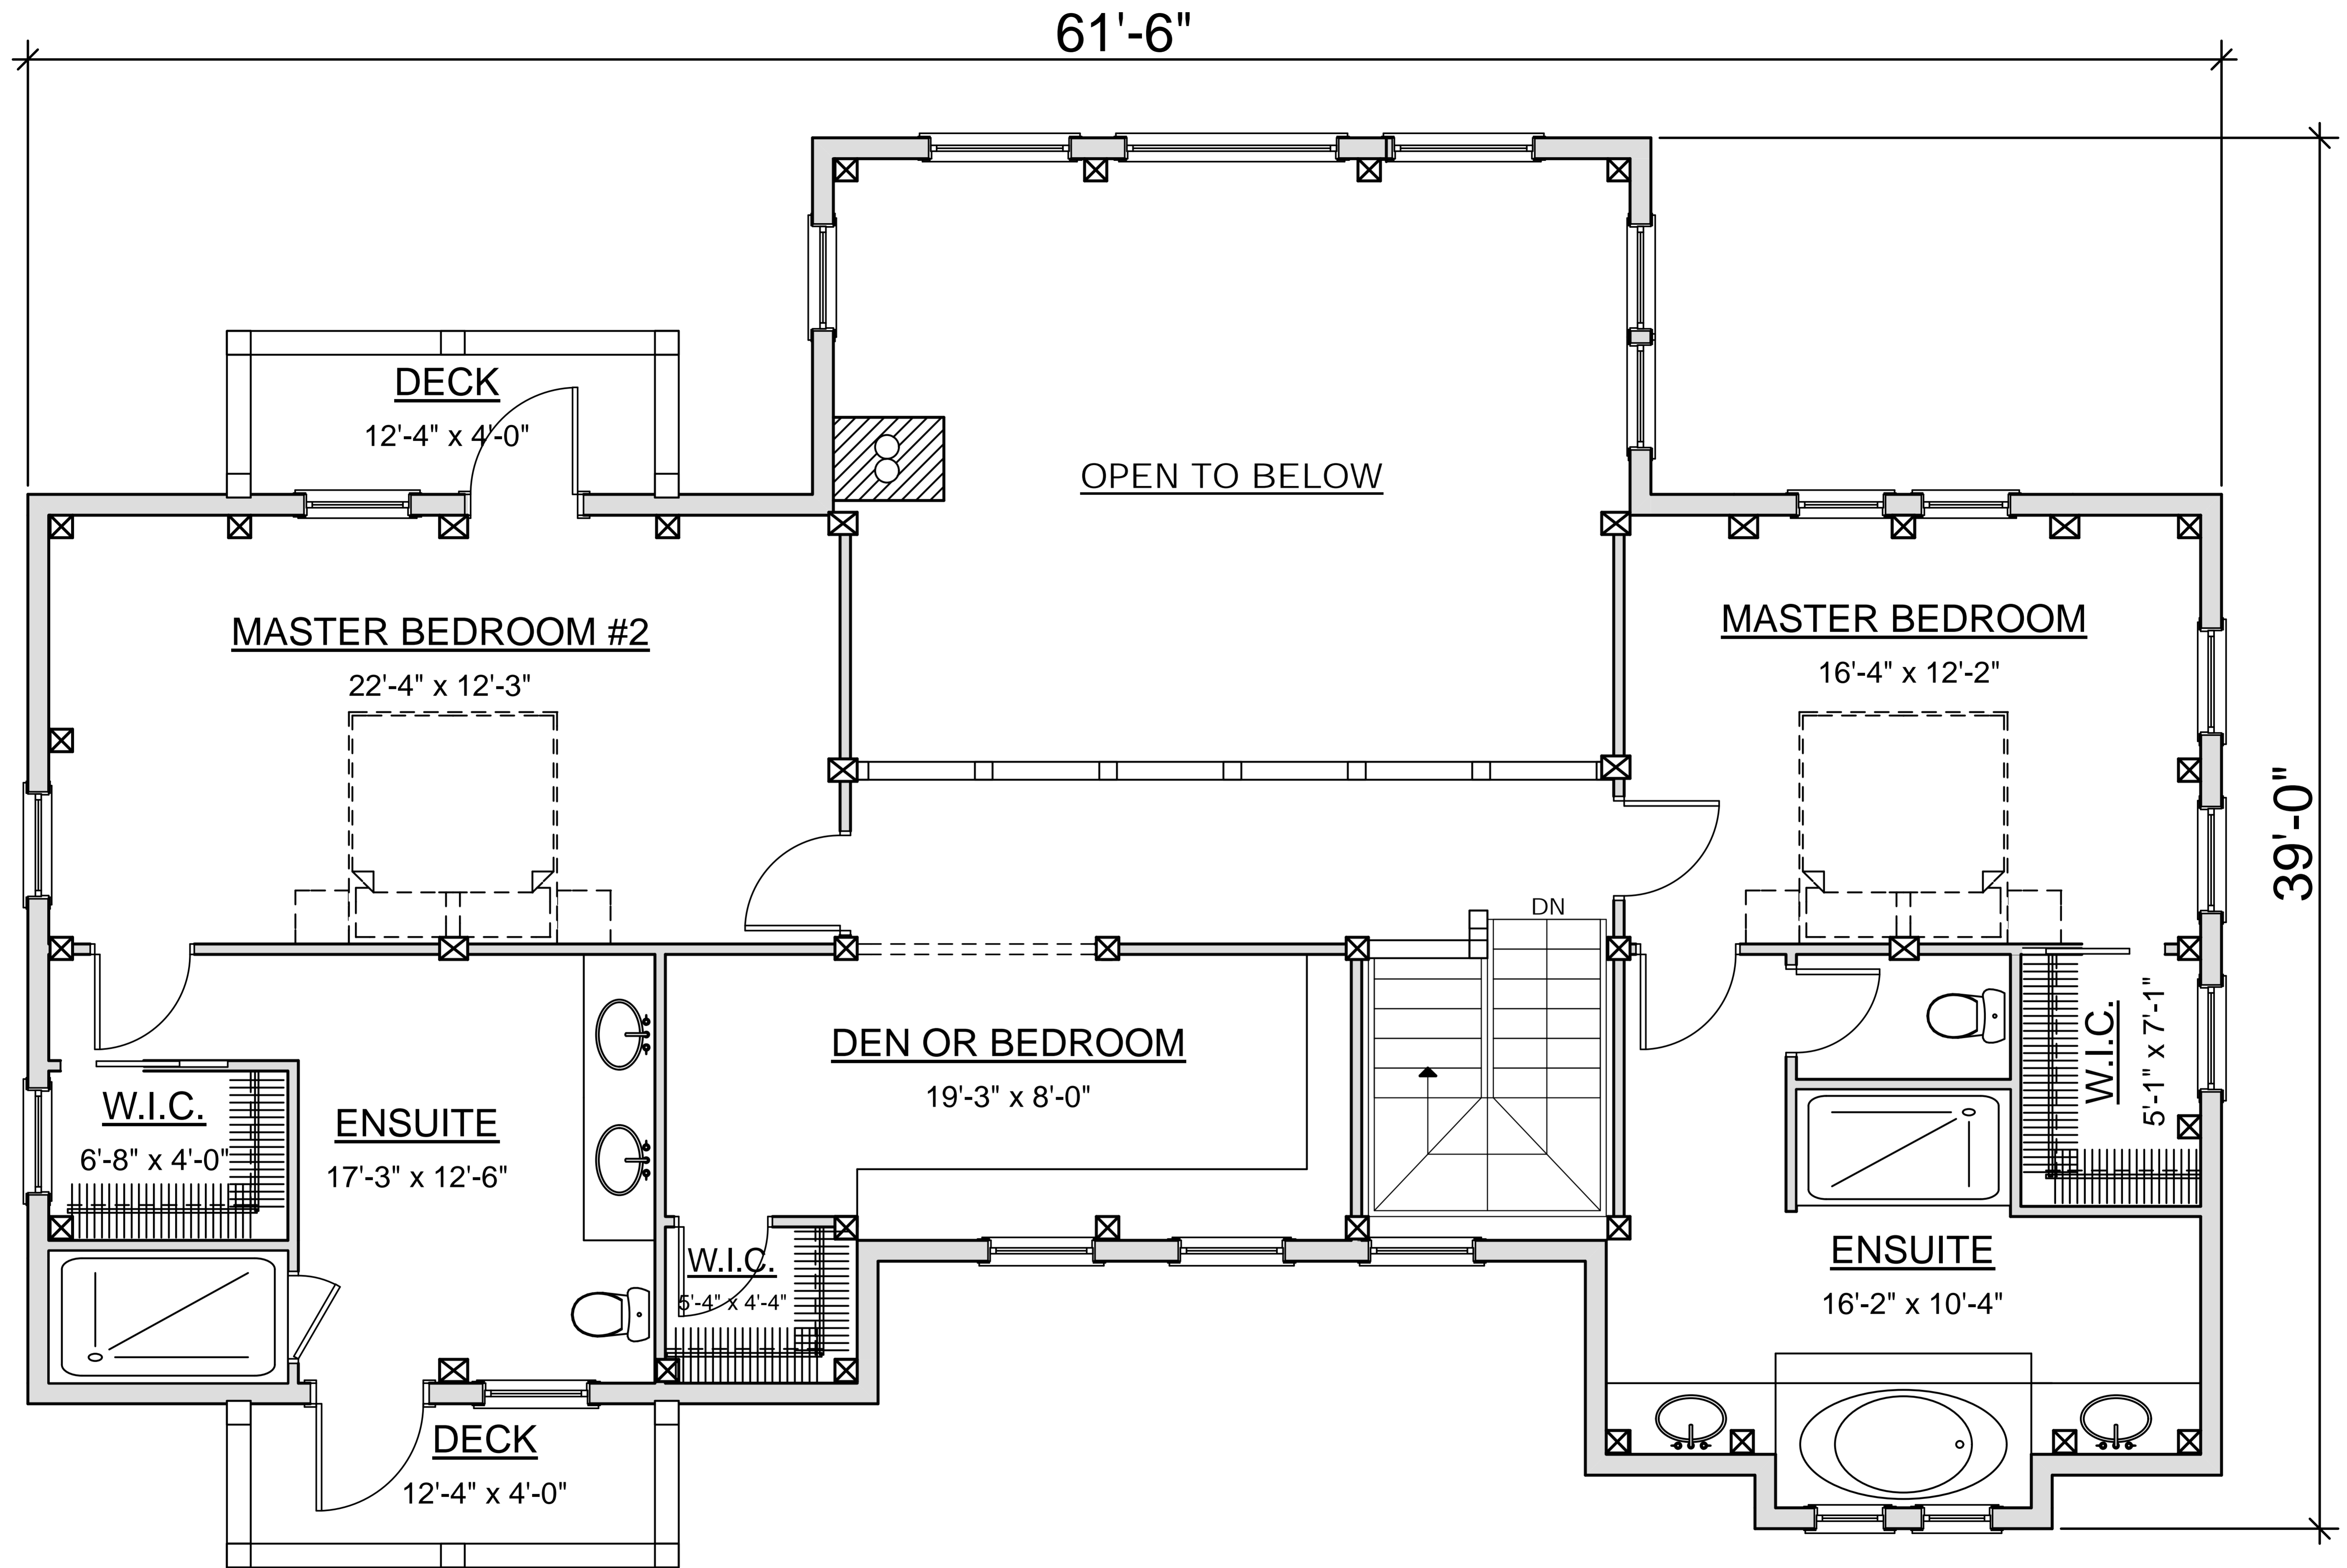 61'-6"
DECK
12'-4" x 4'-0"
OPEN TO BELOW
MASTER BEDROOM #2
22'-4" x 12'-3"
MASTER BEDROOM
16'-4" x 12'-2"
39'-0"
DN
DEN OR BEDROOM
19'-3" x 8'-0"
W.I.C.
5'-1" x 7'-1"
W.I.C.
6'-8" x 4'-0"
ENSUITE
17'-3" x 12'-6"
W.I.C.
5'-4" x 4'-4"
ENSUITE
16'-2" x 10'-4"
DECK
12'-4" x 4'-0"